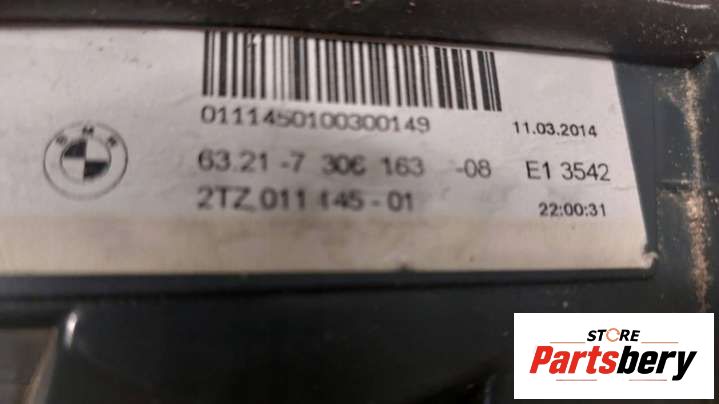 0111450100300149
11.03.2014
BMW
63.21 -7 306 163 -08 E1 3542
2TZ 011 145 - 01
22:00:31
STORE
Partsbery